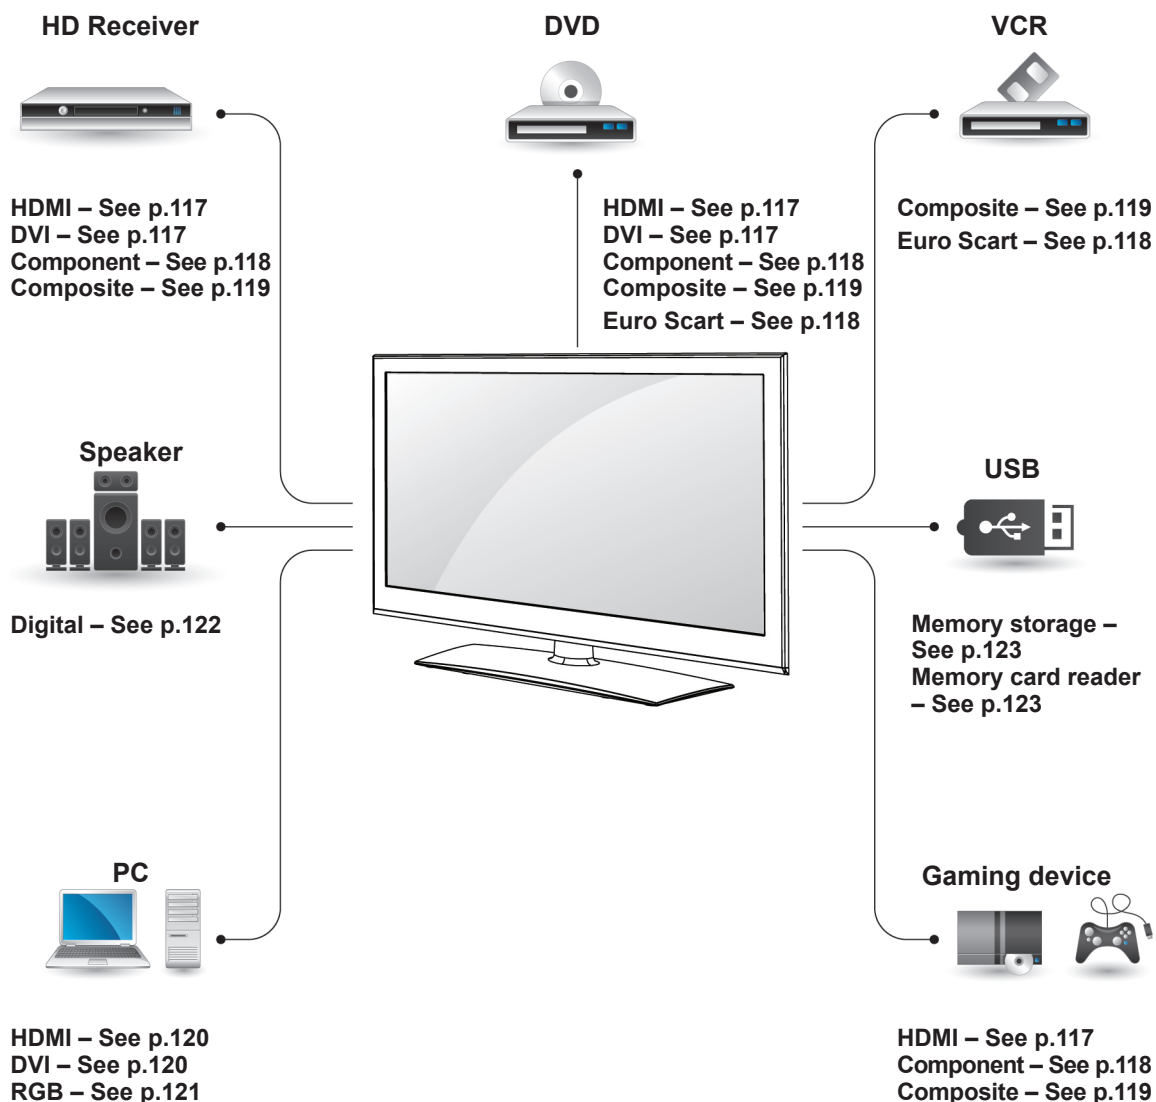 HD Receiver
HDMI – See p.117
DVI – See p.117
Component – See p.118
Composite – See p.119
DVD
HDMI – See p.117
DVI – See p.117
Component – See p.118
Composite – See p.119
Euro Scart – See p.118
VCR
Composite – See p.119
Euro Scart – See p.118
Speaker
Digital – See p.122
USB
Memory storage –
See p.123
Memory card reader
– See p.123
PC
HDMI – See p.120
DVI – See p.120
RGB – See p.121
Gaming device
HDMI – See p.117
Component – See p.118
Composite – See p.119